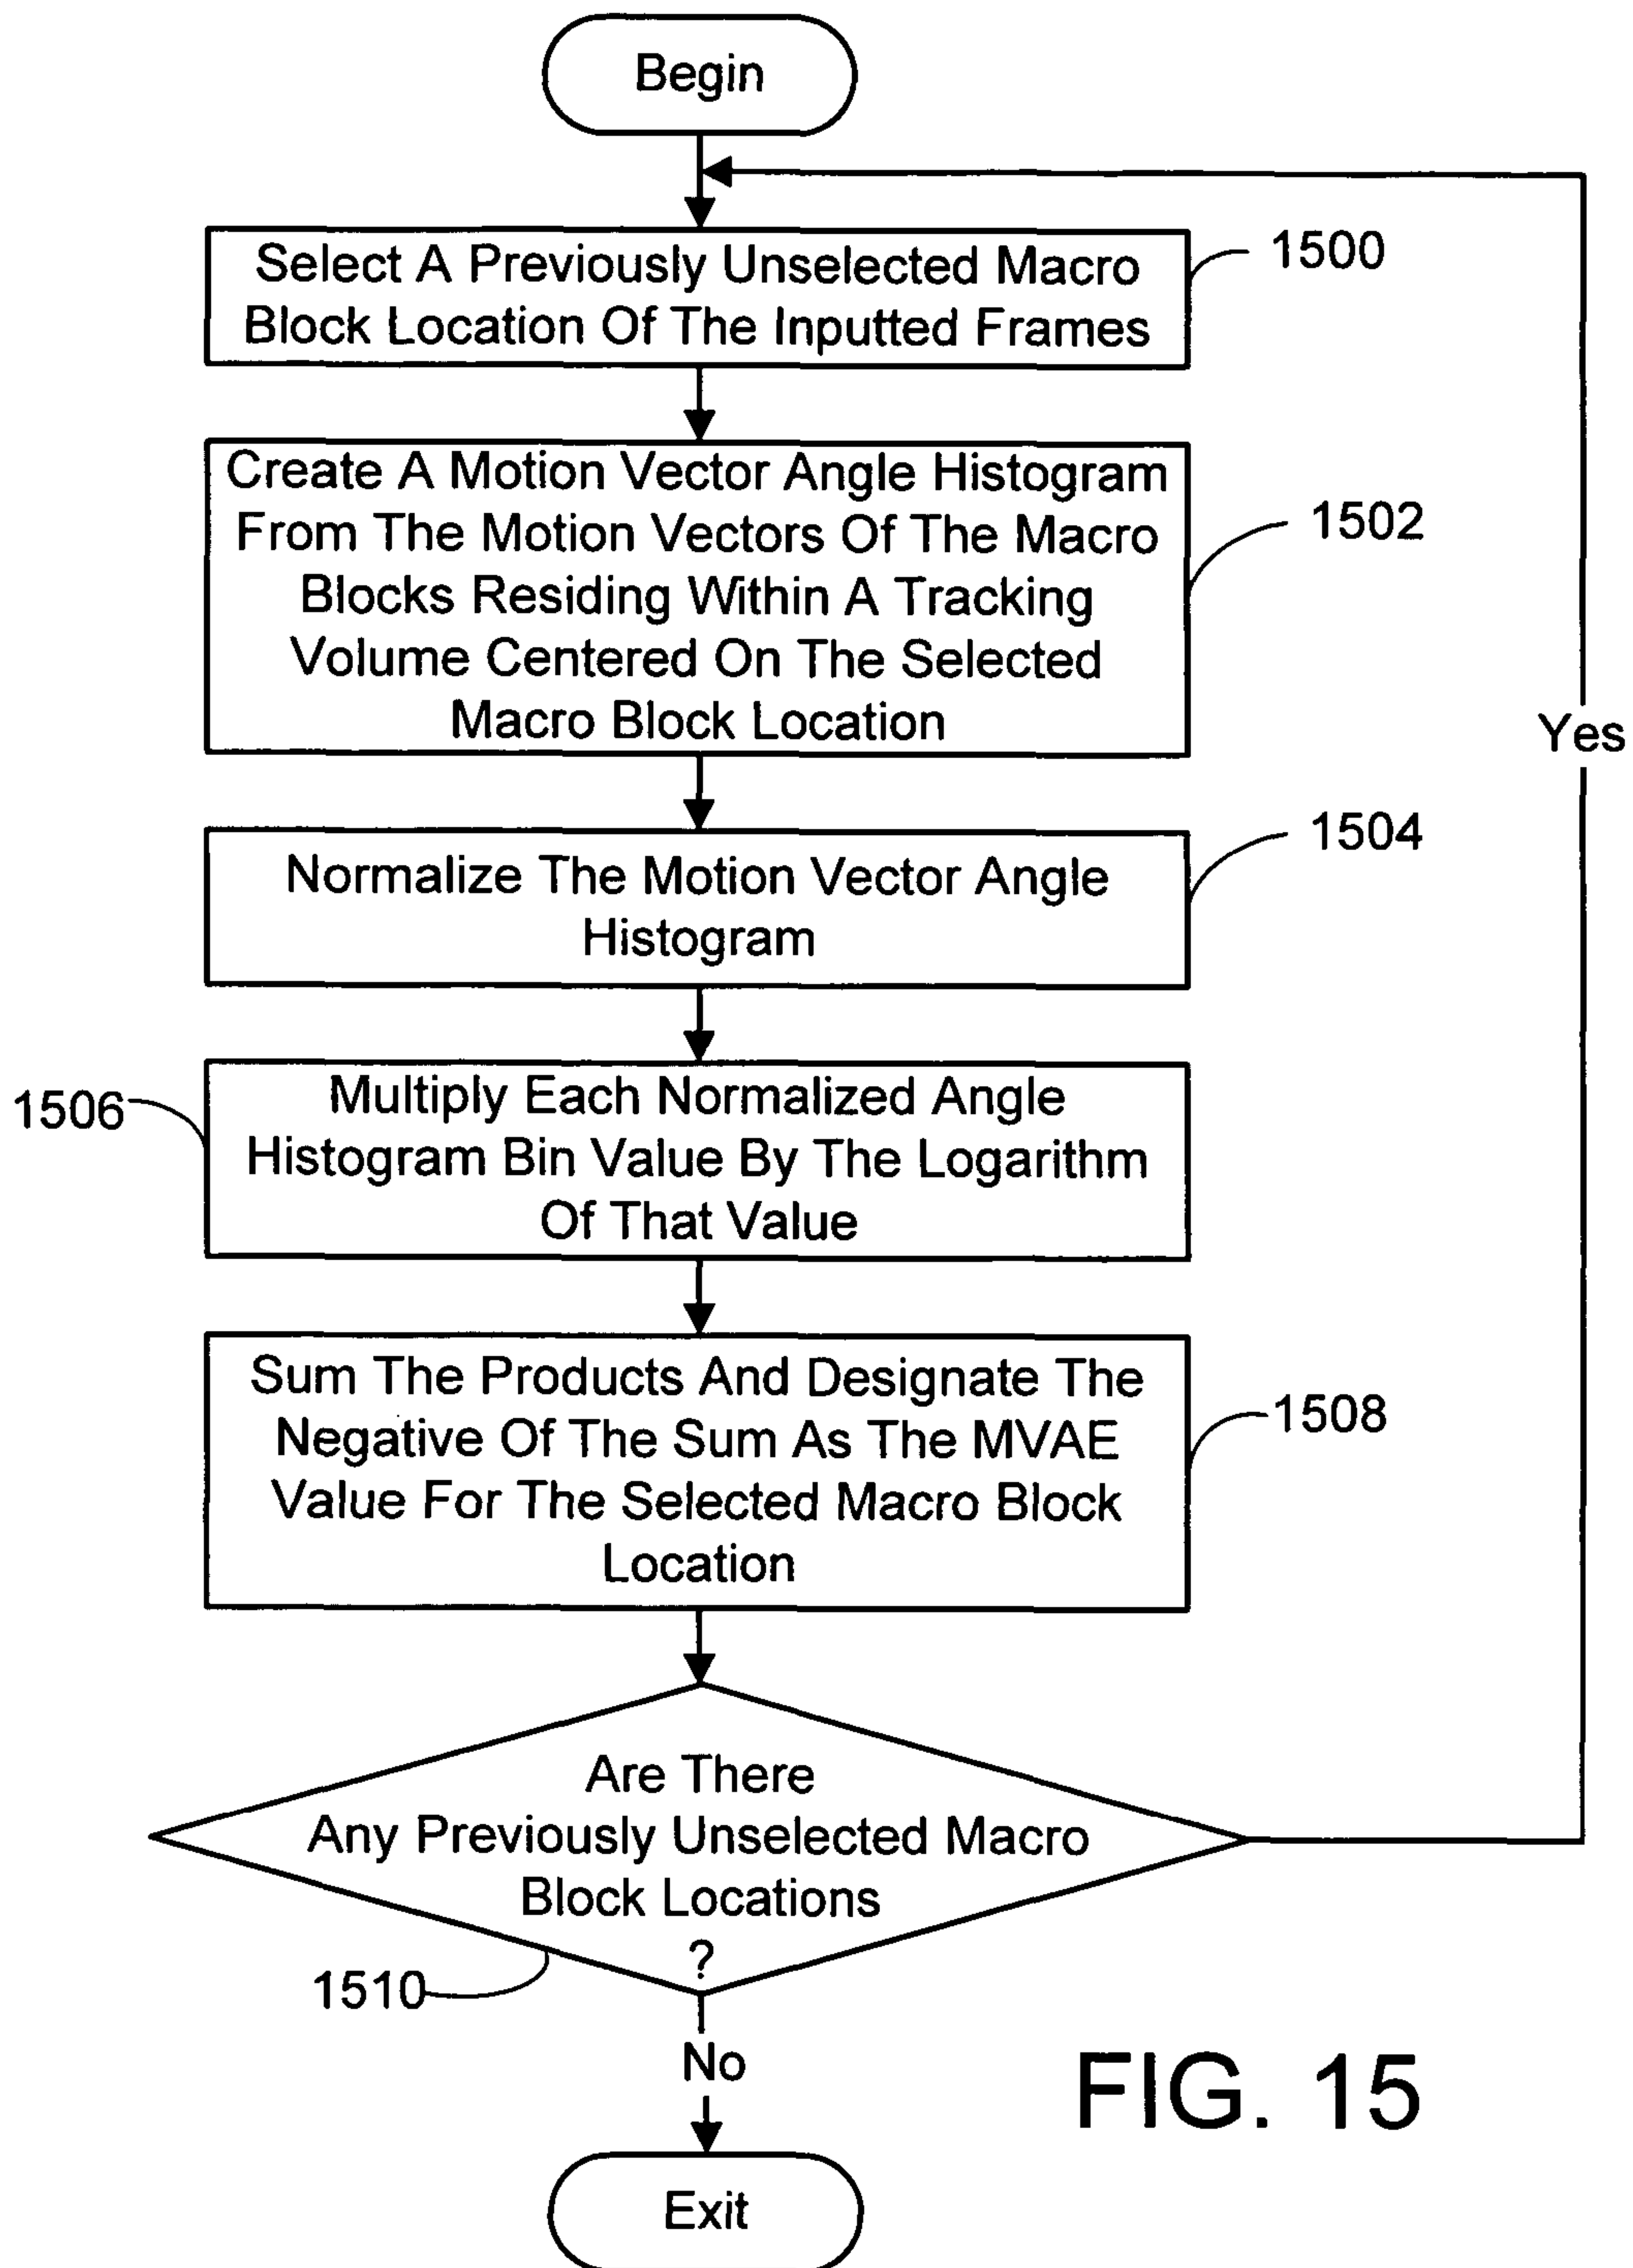 Begin
Select A Previously Unselected Macro
Block Location Of The Inputted Frames
1500
Create A Motion Vector Angle Histogram
From The Motion Vectors Of The Macro
Blocks Residing Within A Tracking
Volume Centered On The Selected
Macro Block Location
1502
Yes
Normalize The Motion Vector Angle
Histogram
1504
1506
Multiply Each Normalized Angle
Histogram Bin Value By The Logarithm
Of That Value
Sum The Products And Designate The
Negative Of The Sum As The MVAE
Value For The Selected Macro Block
Location
1508
Are There
Any Previously Unselected Macro
Block Locations
?
1510
No
Exit
FIG. 15